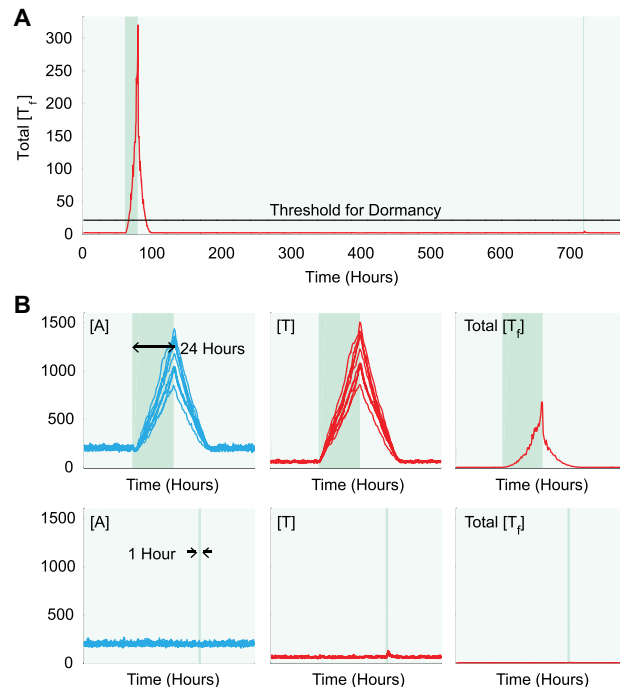 A
Total [Tf]
300
250
200
150
100
50
0
Threshold for Dormancy
0 100 200 300 400 500 600 700
Time (Hours)
B
[A] [T] Total [Tf]
1500
1000
500
0
24 Hours
Time (Hours) Time (Hours) Time (Hours)
[A] [T] Total [Tf]
1500
1000
500
0
1 Hour
Time (Hours) Time (Hours) Time (Hours)